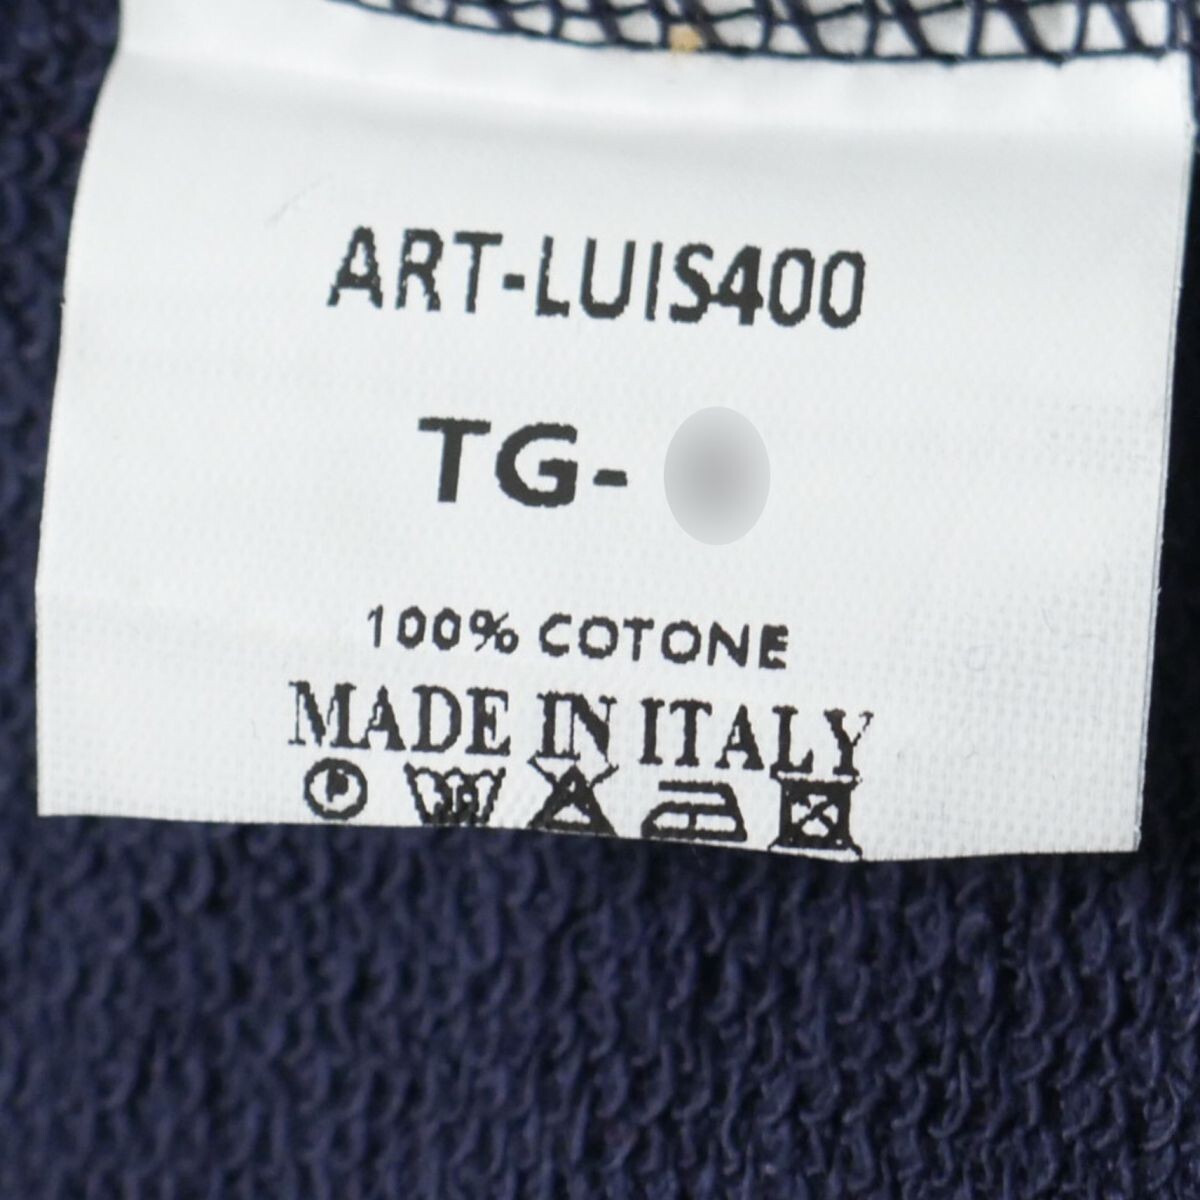 ART-LUIS400
TG-
100% COTONE
MADE IN ITALY
P